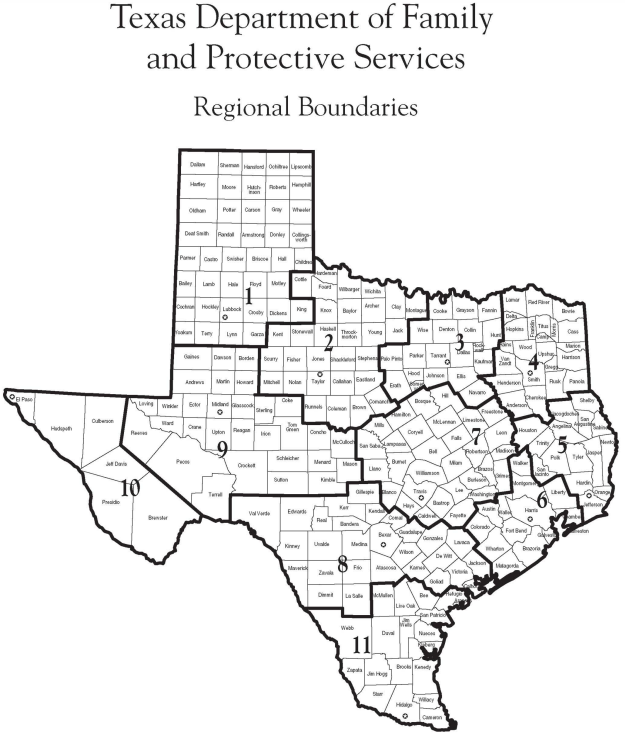 Texas Department of Family
and Protective Services
Regional Boundaries
Dallam Sherman Hansford Ochiltree Lipscomb
Hartley Moore Hutch- Roberts Hemphill
inson
Oldham Potter Carson Gray Wheeler
Deaf Smith Randall Armstrong Donley Collings-
worth
Parmer Castro Swisher Briscoe Hall Childress
Bailey Lamb Hale Floyd Motley Cottle Hardeman
Foard Wilbarger Wichita
1
Cochran Hockley Lubbock Crosby Dickens King Knox Baylor Archer Clay Montague Cooke Grayson Fannin Lamar Red River Bowie
Yoakum Terry Lynn Garza Kent Stonewall Haskell Throck-
morton Young Jack Wise Denton Collin Hunt Delta Hopkins Franklin Titus Camp Morris Cass
2 3 4
Gaines Dawson Borden Scurry Fisher Jones Shackelford Stephens Palo Pinto Parker Tarrant Dallas Rock- Kaufman Rains Van
Zandt Wood Upshur Marion Harrison Gregg
Andrews Martin Howard Mitchell Nolan Taylor Callahan Eastland Erath Hood Johnson Ellis Henderson Smith Rusk Panola
Navarro Anderson Cherokee Shelby
El Paso Hudspeth Culberson Loving Winkler Ector Midland Glasscock Sterling Coke Runnels Coleman Brown Comanche Hamilton Bosque Hill Limestone Freestone Houston Nacogdoches San
Augustine
Reeves Ward Crane Upton Reagan Irion Tom
Green Concho McCulloch San Saba Mills Lampasas Coryell McLennan Falls Leon Robertson Madison Trinity Angelina Sabine Newton
9 7 5
Jeff Davis Pecos Crockett Schleicher Menard Mason Llano Burnet Bell Milam Brazos Grimes Walker San
Jacinto Polk Tyler Jasper Hardin
10
Presidio Brewster Terrell Sutton Kimble Gillespie Blanco Williamson Travis Burleson Lee Washington Montgomery Liberty Orange Jefferson
6
Val Verde Edwards Real Kerr Bandera Kendall Comal Hays Caldwell Bastrop Fayette Austin Waller Harris Chambers Galveston
Kinney Uvalde Medina Bexar Guadalupe Gonzales Lavaca Colorado Fort Bend Brazoria
8
Maverick Zavala Frio Atascosa Wilson Karnes De Witt Victoria Jackson Wharton Matagorda
Dimmit La Salle McMullen Live Oak Bee Goliad Refugio
San Patricio
Webb Duval Jim
Wells Nueces
11
Kleberg
Zapata Jim Hogg Brooks Kenedy
Starr Hidalgo Willacy
Cameron